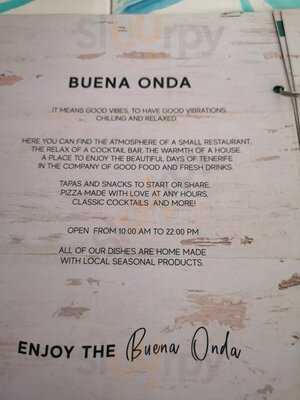 Sluurpy
BUENA ONDA
IT MEANS GOOD VIBES, TO HAVE GOOD VIBRATIONS,
CHILLING AND RELAXED.
HERE YOU CAN FIND THE ATMOSPHERE OF A SMALL RESTAURANT,
THE RELAX OF A COCKTAIL BAR, THE WARMTH OF A HOUSE.
A PLACE TO ENJOY THE BEAUTIFUL DAYS OF TENERIFE
IN THE COMPANY OF GOOD FOOD AND FRESH DRINKS.
TAPAS AND SNACKS TO START OR SHARE,
PIZZA MADE WITH LOVE AT ANY HOURS,
CLASSIC COCKTAILS AND MORE!
OPEN FROM 10:00 AM TO 22:00 PM
ALL OF OUR DISHES ARE HOME MADE
WITH LOCAL SEASONAL PRODUCTS.
ENJOY THE Buena Onda